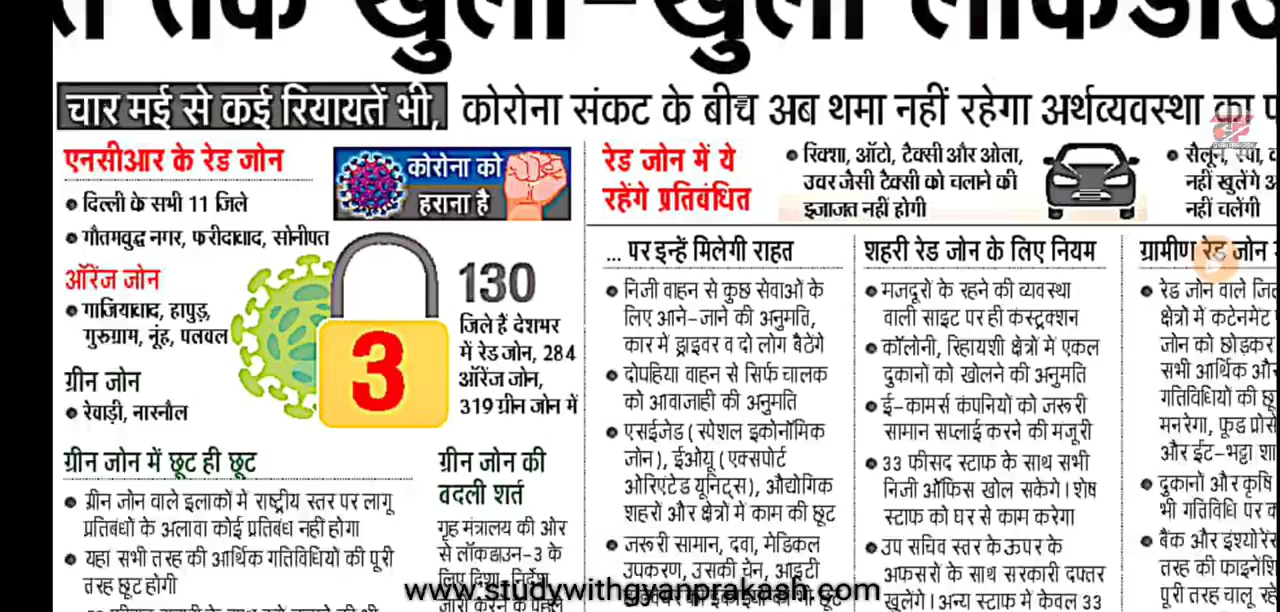 तक खुला-खुला लॉकडाउ
चार मई से कई रियायतें भी, कोरोना संकट के बीच अब थमा नहीं रहेगा अर्थव्यवस्था का
एनसीआर के रेड जोन
• दिल्ली के सभी 11 जिले
• गौतमबुद्ध नगर, फरीदाबाद, सोनीपत
ऑरेंज जोन
• गाजियाबाद, हापुड़,
गुरुग्राम, नूंह, पलवल
ग्रीन जोन
• रेवाड़ी, नारनौल
कोरोना को
हराना है
3
130
जिले हैं देशभर
में रेड जोन, 284
ऑरेंज जोन,
319 ग्रीन जोन में
ग्रीन जोन में छूट ही छूट
• ग्रीन जोन वाले इलाकों में राष्ट्रीय स्तर पर लागू
प्रतिबंधों के अलावा कोई प्रतिबंध नहीं होगा
• यहा सभी तरह की आर्थिक गतिविधियों की पूरी
तरह छूट होगी
ग्रीन जोन की
बदली शर्त
गृह मंत्रालय की ओर
से लॉकडाउन-3 के
लिए दिशा-निर्देश
जारी करने के पहले
रेड जोन में ये
रहेंगे प्रतिबंधित
• रिक्शा, ऑटो, टैक्सी और ओला,
उबर जैसी टैक्सी को चलाने की
इजाजत नहीं होगी
• सैलून, स्पा,
नहीं खुलेंगे
नहीं चलेंगी
... पर इन्हें मिलेगी राहत
• निजी वाहन से कुछ सेवाओं के
लिए आने-जाने की अनुमति,
कार में ड्राइवर व दो लोग बैठेंगे
• दोपहिया वाहन से सिर्फ चालक
को आवाजाही की अनुमति
• एसईजेड (स्पेशल इकोनॉमिक
जोन), ईओयू (एक्सपोर्ट
ओरिएंटेड यूनिट्स), औद्योगिक
शहरों और क्षेत्रों में काम की छूट
• जरूरी सामान, दवा, मेडिकल
उपकरण, उसकी चेन, आइटी
शहरी रेड जोन के लिए नियम
• मजदूरों के रहने की व्यवस्था
वाली साइट पर ही कंस्ट्रक्शन
• कॉलोनी, रिहायशी क्षेत्रों में एकल
दुकानों को खोलने की अनुमति
• ई-कामर्स कंपनियों को जरूरी
सामान सप्लाई करने की मंजूरी
• 33 फीसद स्टाफ के साथ सभी
निजी ऑफिस खोल सकेंगे। शेष
स्टाफ को घर से काम करेगा
• उप सचिव स्तर के ऊपर के
अफसरों के साथ सरकारी दफ्तर
खुलेंगे। अन्य स्टाफ में केवल 33
ग्रामीण रेड जोन
• रेड जोन वाले
क्षेत्रों में कंटेनमेंट
जोन को छोड़कर
सभी आर्थिक
गतिविधियों की
मनरेगा, फूड
और ईंट-भट्ठा
• दुकानों और कृषि
भी गतिविधि पर
• बैंक और
तरह की
पूरी तरह चालू
www.studywithgyanprakash.com